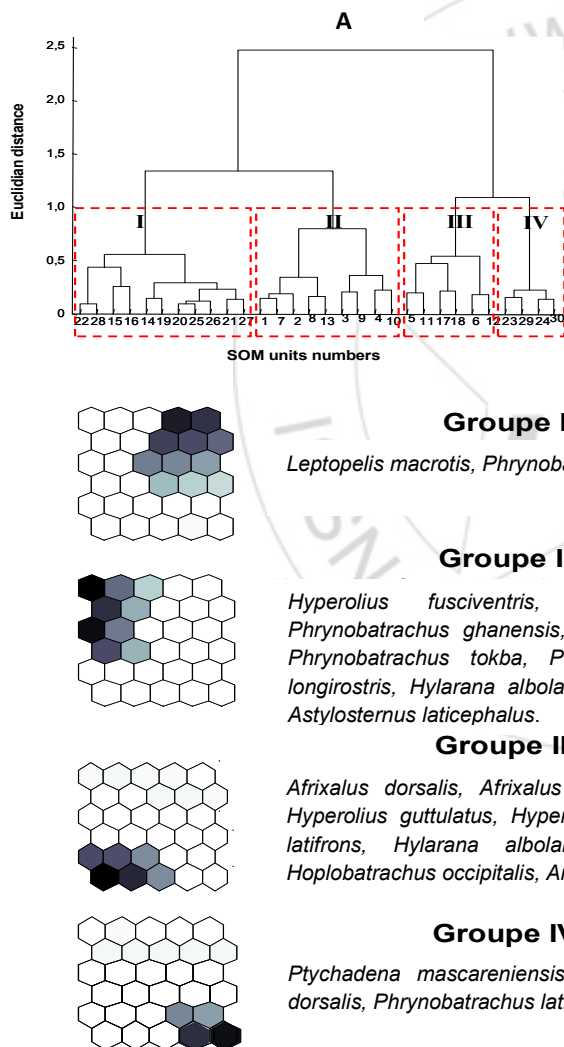 A
2,5
2,0
1,5
1,0
0,5
0
Euclidian distance
I II III IV
22 28 15 16 14 19 20 25 26 21 27 1 7 2 8 13 3 9 4 10 5 11 17 18 6 12 23 29 24 30
SOM units numbers
Groupe I
Leptopelis macrotis, Phrynoba
Groupe I
Hyperolius fusciventris,
Phrynobatrachus ghanensis,
Phrynobatrachus tokba, P
longirostris, Hylarana albola
Astylosternus laticephalus.
Groupe II
Afrixalus dorsalis, Afrixalus
Hyperolius guttulatus, Hyper
latifrons, Hylarana albola
Hoplobatrachus occipitalis, A
Groupe IV
Ptychadena mascareniensis
dorsalis, Phrynobatrachus lat